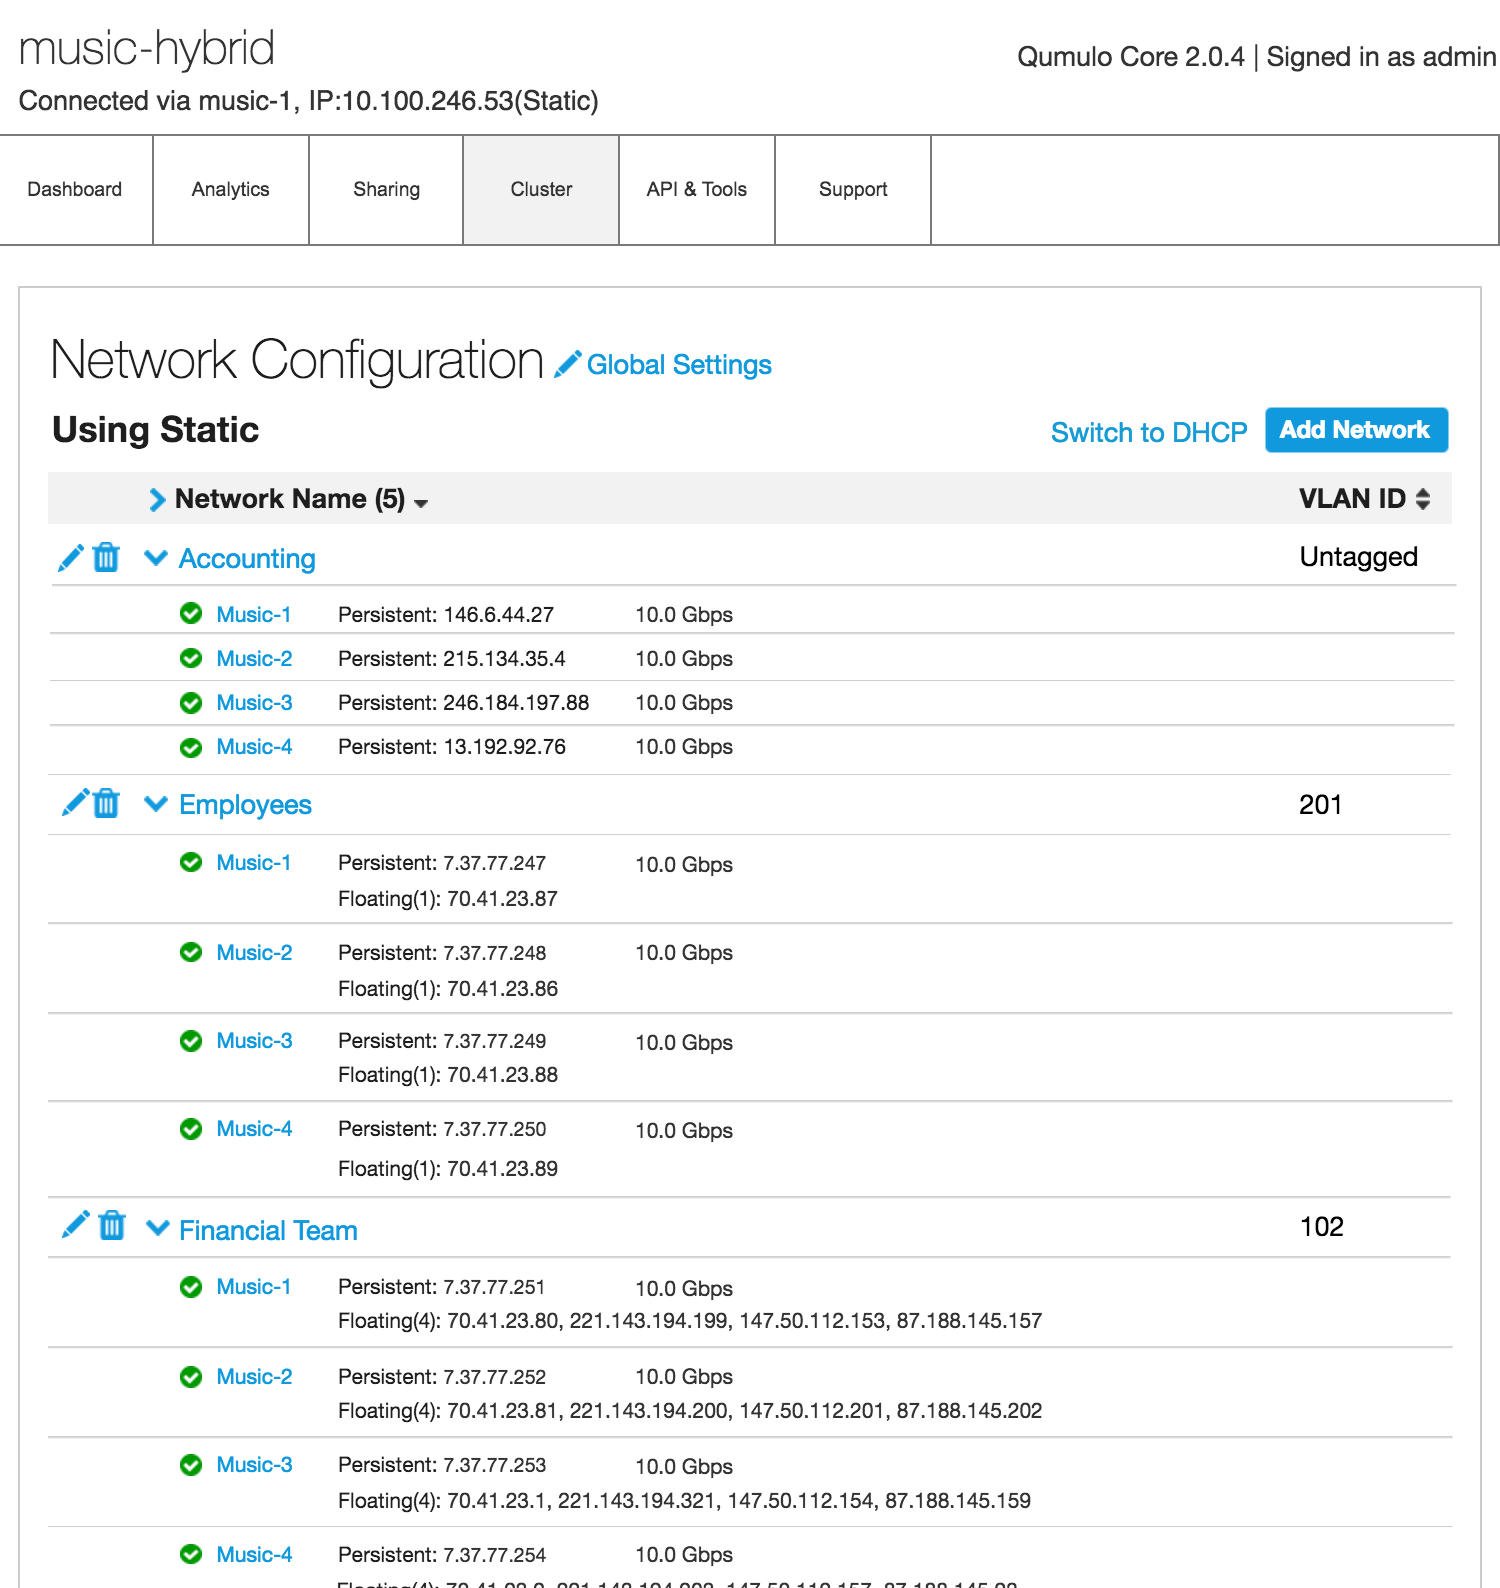 music-hybrid
Qumulo Core 2.0.4 | Signed in as admin
Connected via music-1, IP:10.100.246.53(Static)
Dashboard Analytics Sharing Cluster API & Tools Support
Network Configuration Global Settings
Using Static Switch to DHCP Add Network
Network Name (5) VLAN ID
Accounting Untagged
Music-1 Persistent: 146.6.44.27 10.0 Gbps
Music-2 Persistent: 215.134.35.4 10.0 Gbps
Music-3 Persistent: 246.184.197.88 10.0 Gbps
Music-4 Persistent: 13.192.92.76 10.0 Gbps
Employees 201
Music-1 Persistent: 7.37.77.247 10.0 Gbps
Floating(1): 70.41.23.87
Music-2 Persistent: 7.37.77.248 10.0 Gbps
Floating(1): 70.41.23.86
Music-3 Persistent: 7.37.77.249 10.0 Gbps
Floating(1): 70.41.23.88
Music-4 Persistent: 7.37.77.250 10.0 Gbps
Floating(1): 70.41.23.89
Financial Team 102
Music-1 Persistent: 7.37.77.251 10.0 Gbps
Floating(4): 70.41.23.80, 221.143.194.199, 147.50.112.153, 87.188.145.157
Music-2 Persistent: 7.37.77.252 10.0 Gbps
Floating(4): 70.41.23.81, 221.143.194.200, 147.50.112.201, 87.188.145.202
Music-3 Persistent: 7.37.77.253 10.0 Gbps
Floating(4): 70.41.23.1, 221.143.194.321, 147.50.112.154, 87.188.145.159
Music-4 Persistent: 7.37.77.254 10.0 Gbps
Floating(4):